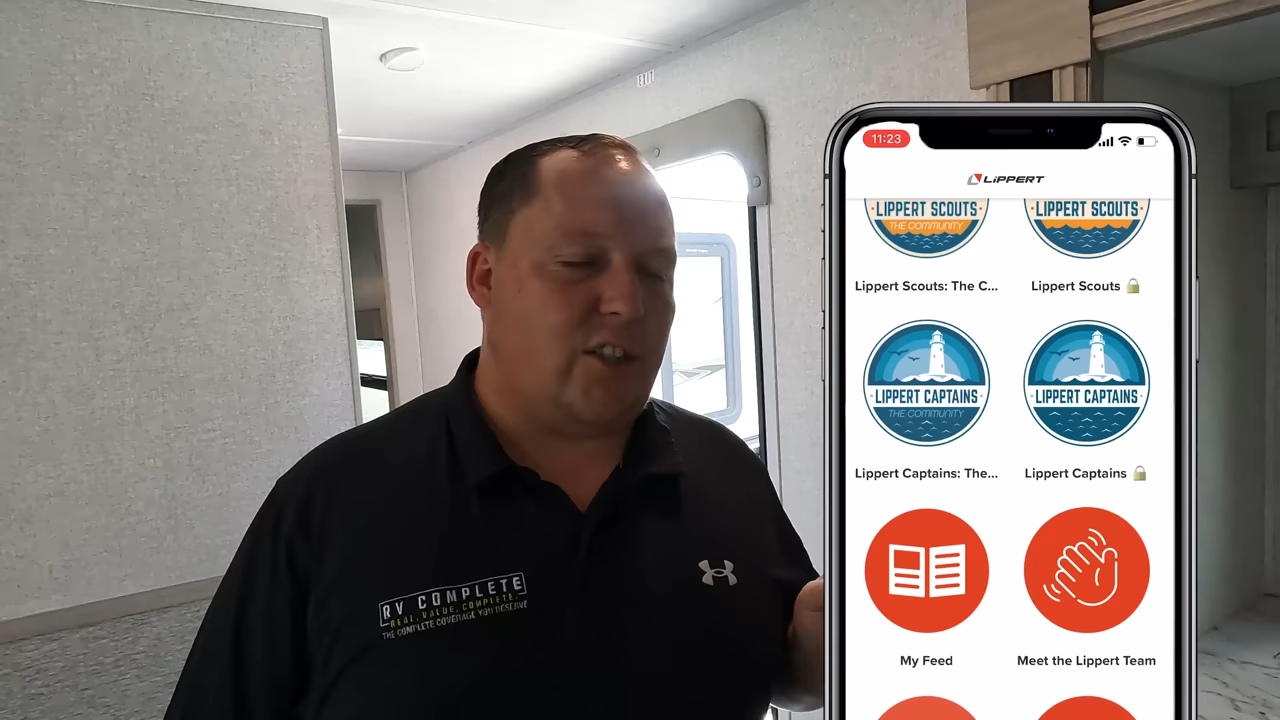 EXIT
RV COMPLETE
REAL. VALUE. COMPLETE.
THE COMPLETE COVERAGE YOU DESERVE
11:23
LIPPERT
LIPPERT SCOUTS
THE COMMUNITY
LIPPERT SCOUTS
Lippert Scouts: The C...
Lippert Scouts
LIPPERT CAPTAINS
THE COMMUNITY
LIPPERT CAPTAINS
Lippert Captains: The...
Lippert Captains
My Feed
Meet the Lippert Team